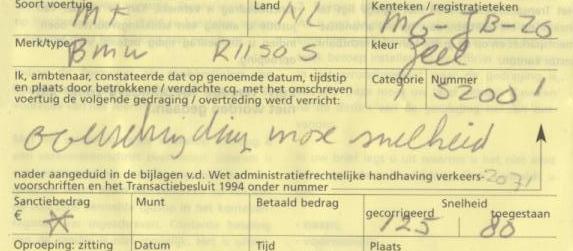 Soort voertuig Land Kenteken / registratieteken
MF NL MG-JB-20
Merk/type kleur
BMW R1150S Geel
Ik, ambtenaar, constateerde dat op genoemde datum, tijdstip Categorie Nummer
en plaats door betrokkene / verdachte cq. met het omschreven 1 5200 1
voertuig de volgende gedraging / overtreding werd verricht:
overschrijding max snelheid
nader aangeduid in de bijlagen v.d. Wet administratiefrechtelijke handhaving verkeers-
voorschriften en het Transactiebesluit 1994 onder nummer
Sanctiebedrag Munt Betaald bedrag Snelheid
€ gecorrigeerd toegestaan
125 80
Oproeping: zitting Datum Tijd Plaats